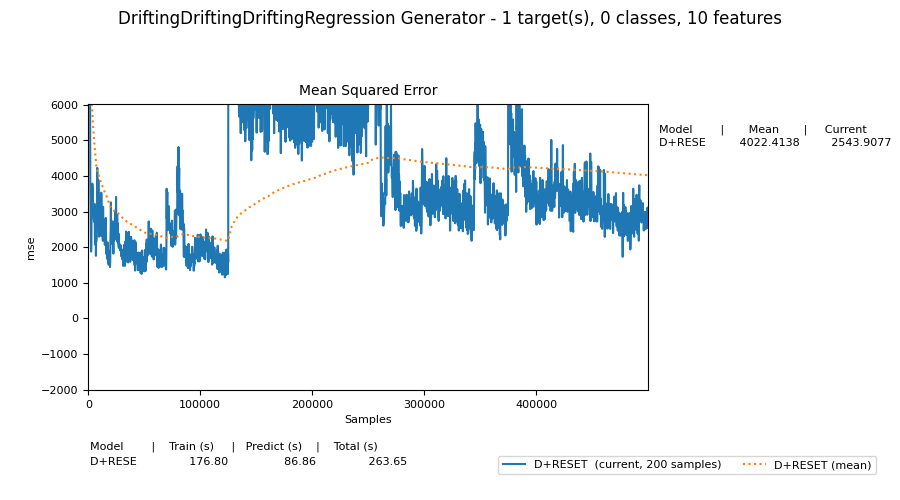 DriftingDriftingDriftingRegression Generator - 1 target(s), 0 classes, 10 features
Mean Squared Error
6000
5000
4000
3000
2000
1000
0
−1000
−2000
mse
0 100000 200000 300000 400000
Samples
Model | Mean | Current
D+RESE 4022.4138 2543.9077
Model | Train (s) | Predict (s) | Total (s)
D+RESE 176.80 86.86 263.65
D+RESET (current, 200 samples) D+RESET (mean)